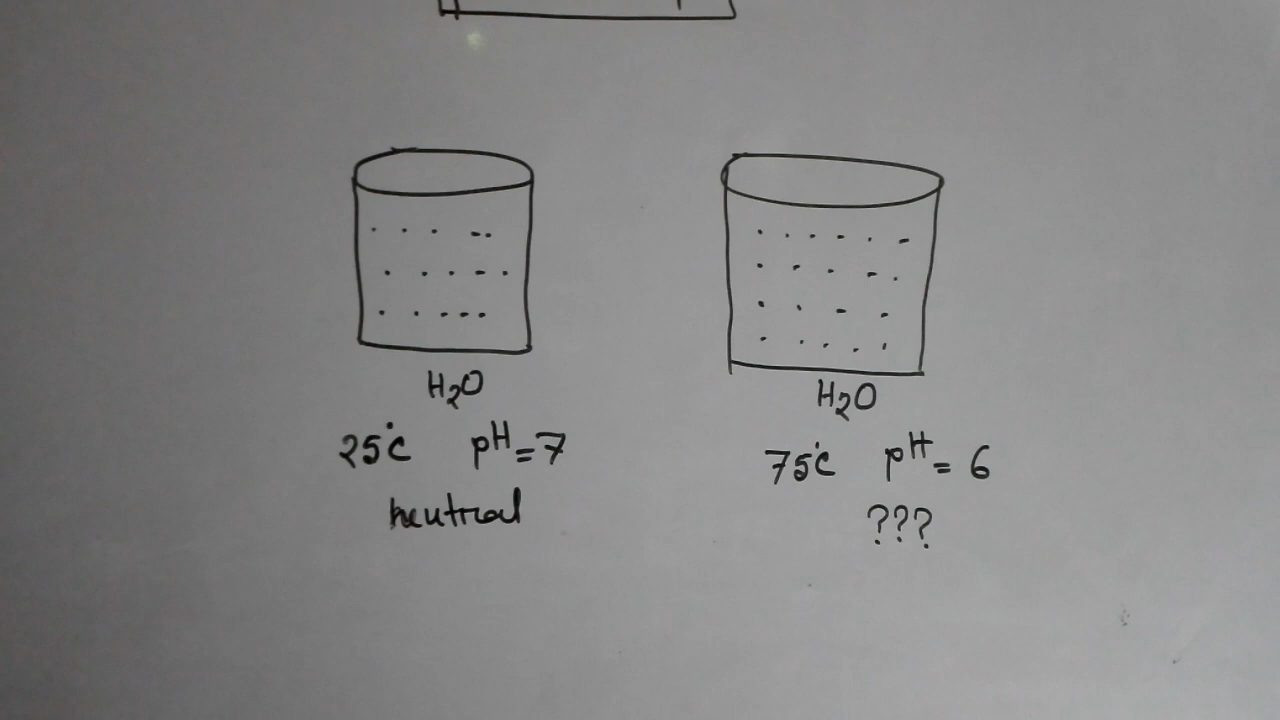 H₂O
25°C pH = 7
neutral
H₂O
75°C pH = 6
???